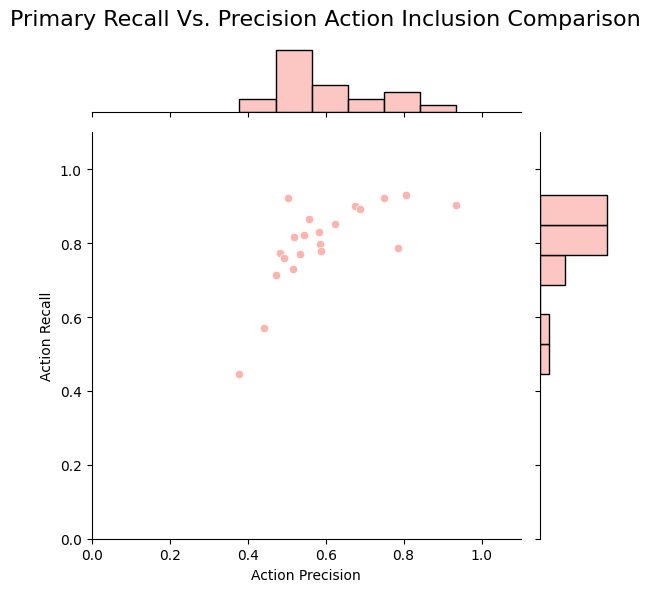 Primary Recall Vs. Precision Action Inclusion Comparison
1.0
0.8
0.6
0.4
0.2
0.0
Action Recall
0.0 0.2 0.4 0.6 0.8 1.0
Action Precision